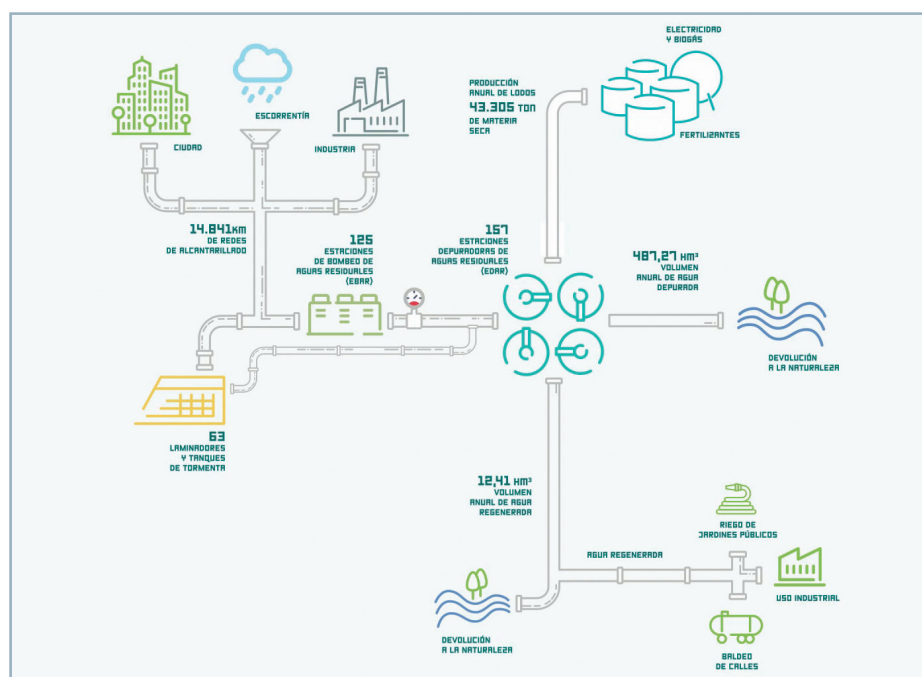 ELECTRICIDAD
Y BIOGÁS
PRODUCCIÓN
ANUAL DE LODOS
43.305 TON
DE MATERIA
SECA
FERTILIZANTES
ESCORRENTÍA
CIUDAD
INDUSTRIA
14.841KM
DE REDES
DE ALCANTARILLADO
125
ESTACIONES
DE BOMBEO DE
AGUAS RESIDUALES
(EBAR)
157
ESTACIONES
DEPURADORAS DE
AGUAS RESIDUALES
(EDAR)
487,27 HM³
VOLUMEN
ANUAL DE AGUA
DEPURADA
DEVOLUCIÓN
A LA NATURALEZA
63
LAMINADORES
Y TANQUES
DE TORMENTA
12,41 HM³
VOLUMEN
ANUAL DE AGUA
REGENERADA
RIEGO DE
JARDINES PÚBLICOS
AGUA REGENERADA
USO INDUSTRIAL
DEVOLUCIÓN
A LA NATURALEZA
BALDEO
DE CALLES